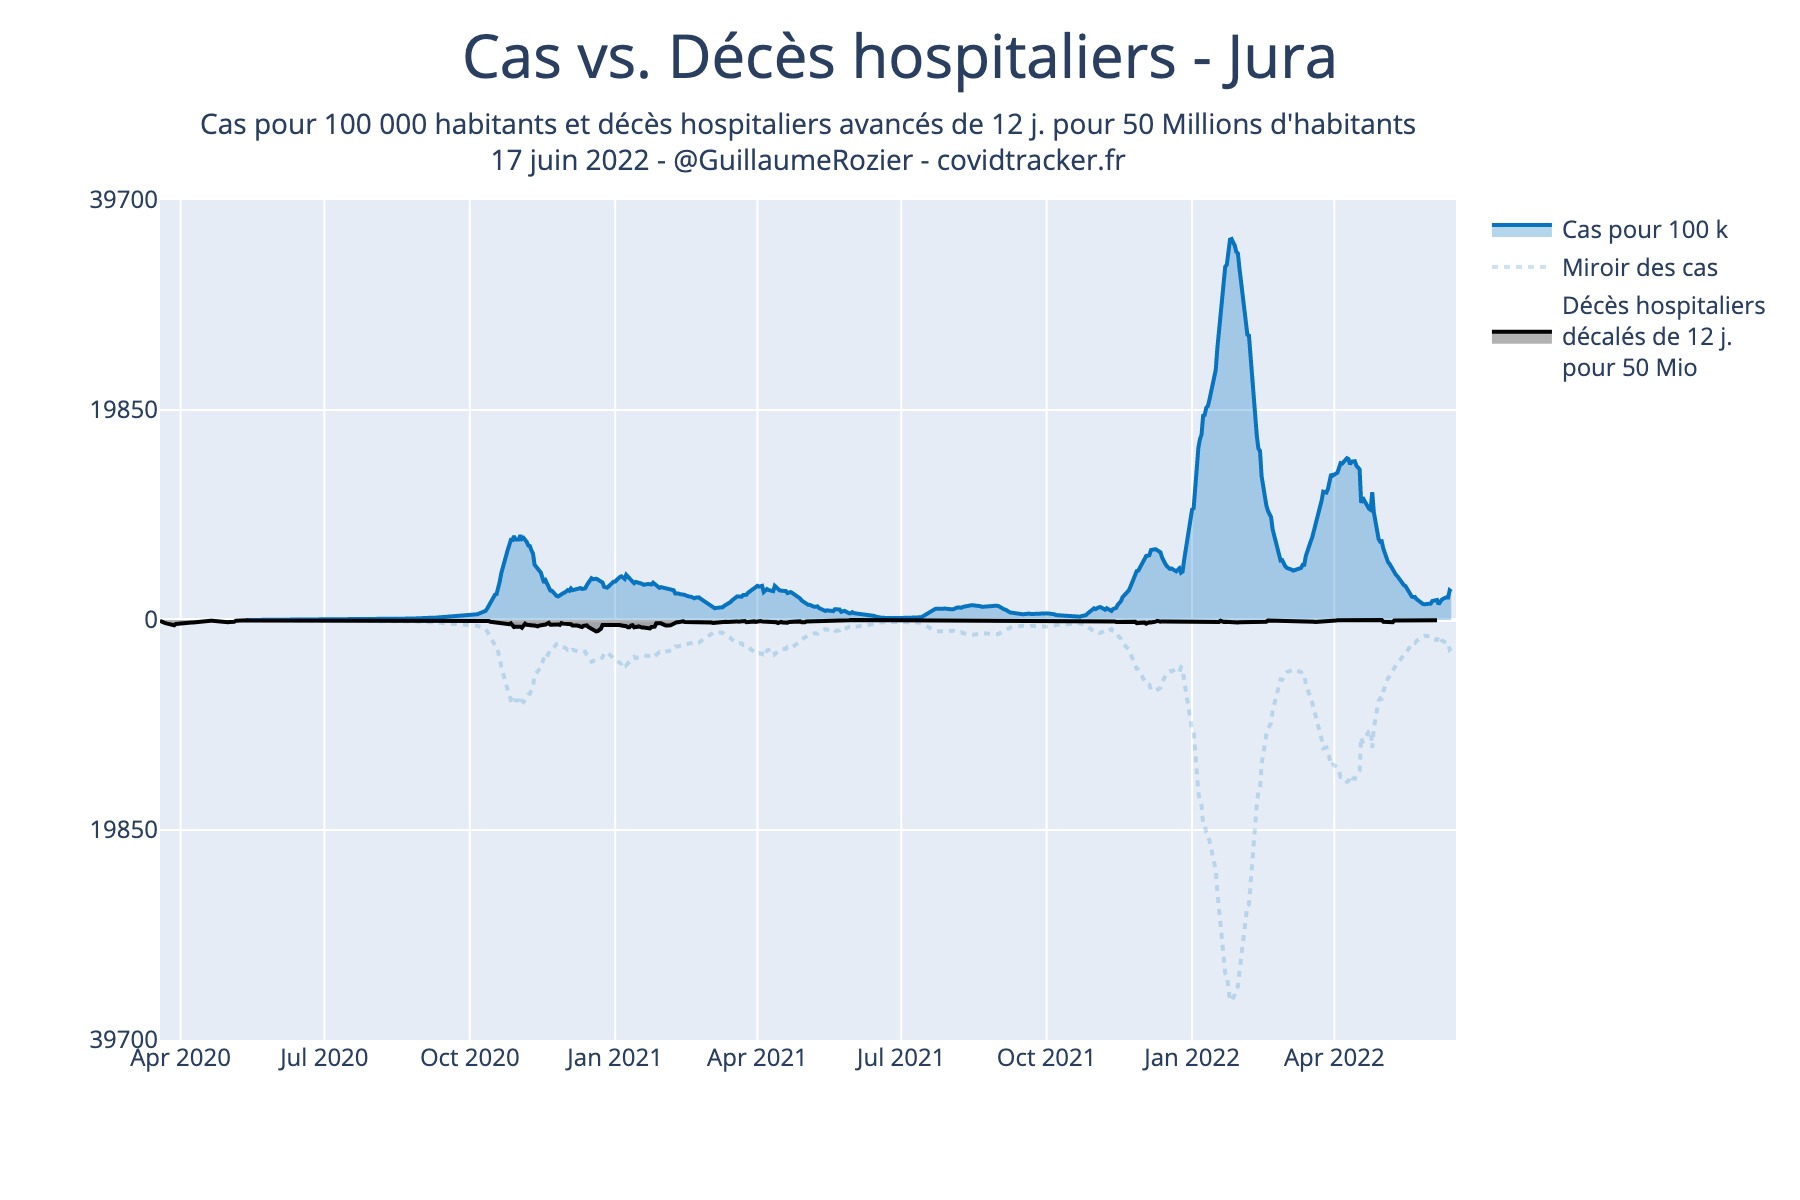 Cas vs. Décès hospitaliers - Jura
Cas pour 100 000 habitants et décès hospitaliers avancés de 12 j. pour 50 Millions d'habitants
17 juin 2022 - @GuillaumeRozier - covidtracker.fr
39700
19850
0
19850
39700
Apr 2020 Jul 2020 Oct 2020 Jan 2021 Apr 2021 Jul 2021 Oct 2021 Jan 2022 Apr 2022
Cas pour 100 k
Miroir des cas
Décès hospitaliers
décalés de 12 j.
pour 50 Mio